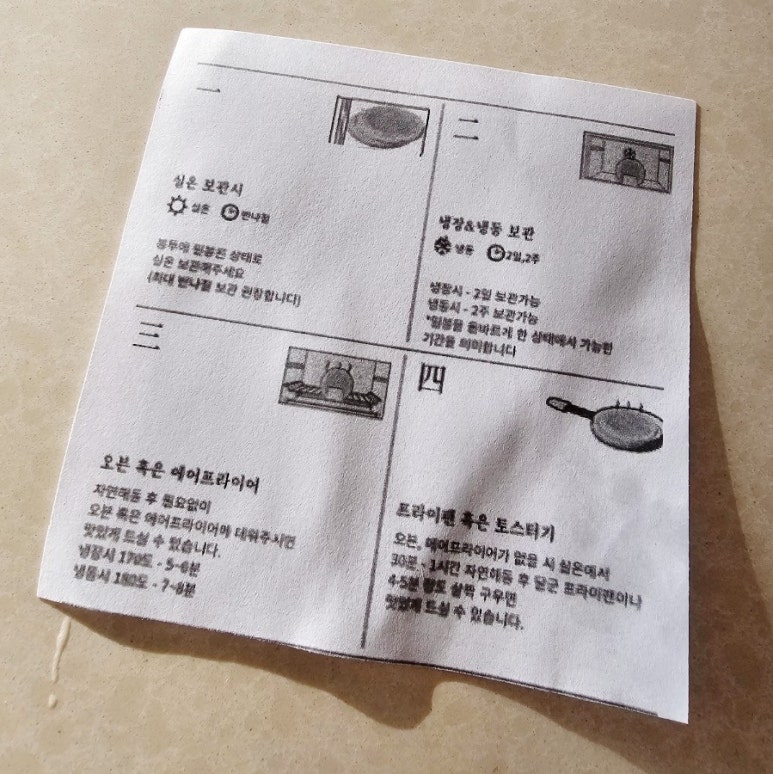 一
실온 보관시
실온 반나절
봉투에 밀봉된 상태로
실온 보관해주세요
(최대 반나절 보관 권장합니다)
二
냉장&냉동 보관
냉동 2일,2주
냉장시 - 2일 보관가능
냉동시 - 2주 보관가능
*밀봉을 올바르게 한 상태에서 가능한
기간을 의미합니다
三
오븐 혹은 에어프라이어
자연해동 후 필요없이
오븐 혹은 에어프라이어에 데워주시면
맛있게 드실 수 있습니다.
냉장시 170도 - 5~6분
냉동시 180도 - 7~8분
四
프라이팬 혹은 토스터기
오븐, 에어프라이어가 없을 시 실온에서
30분 - 1시간 자연해동 후 달군 프라이팬이나
4-5분 정도 살짝 구우면
맛있게 드실 수 있습니다.